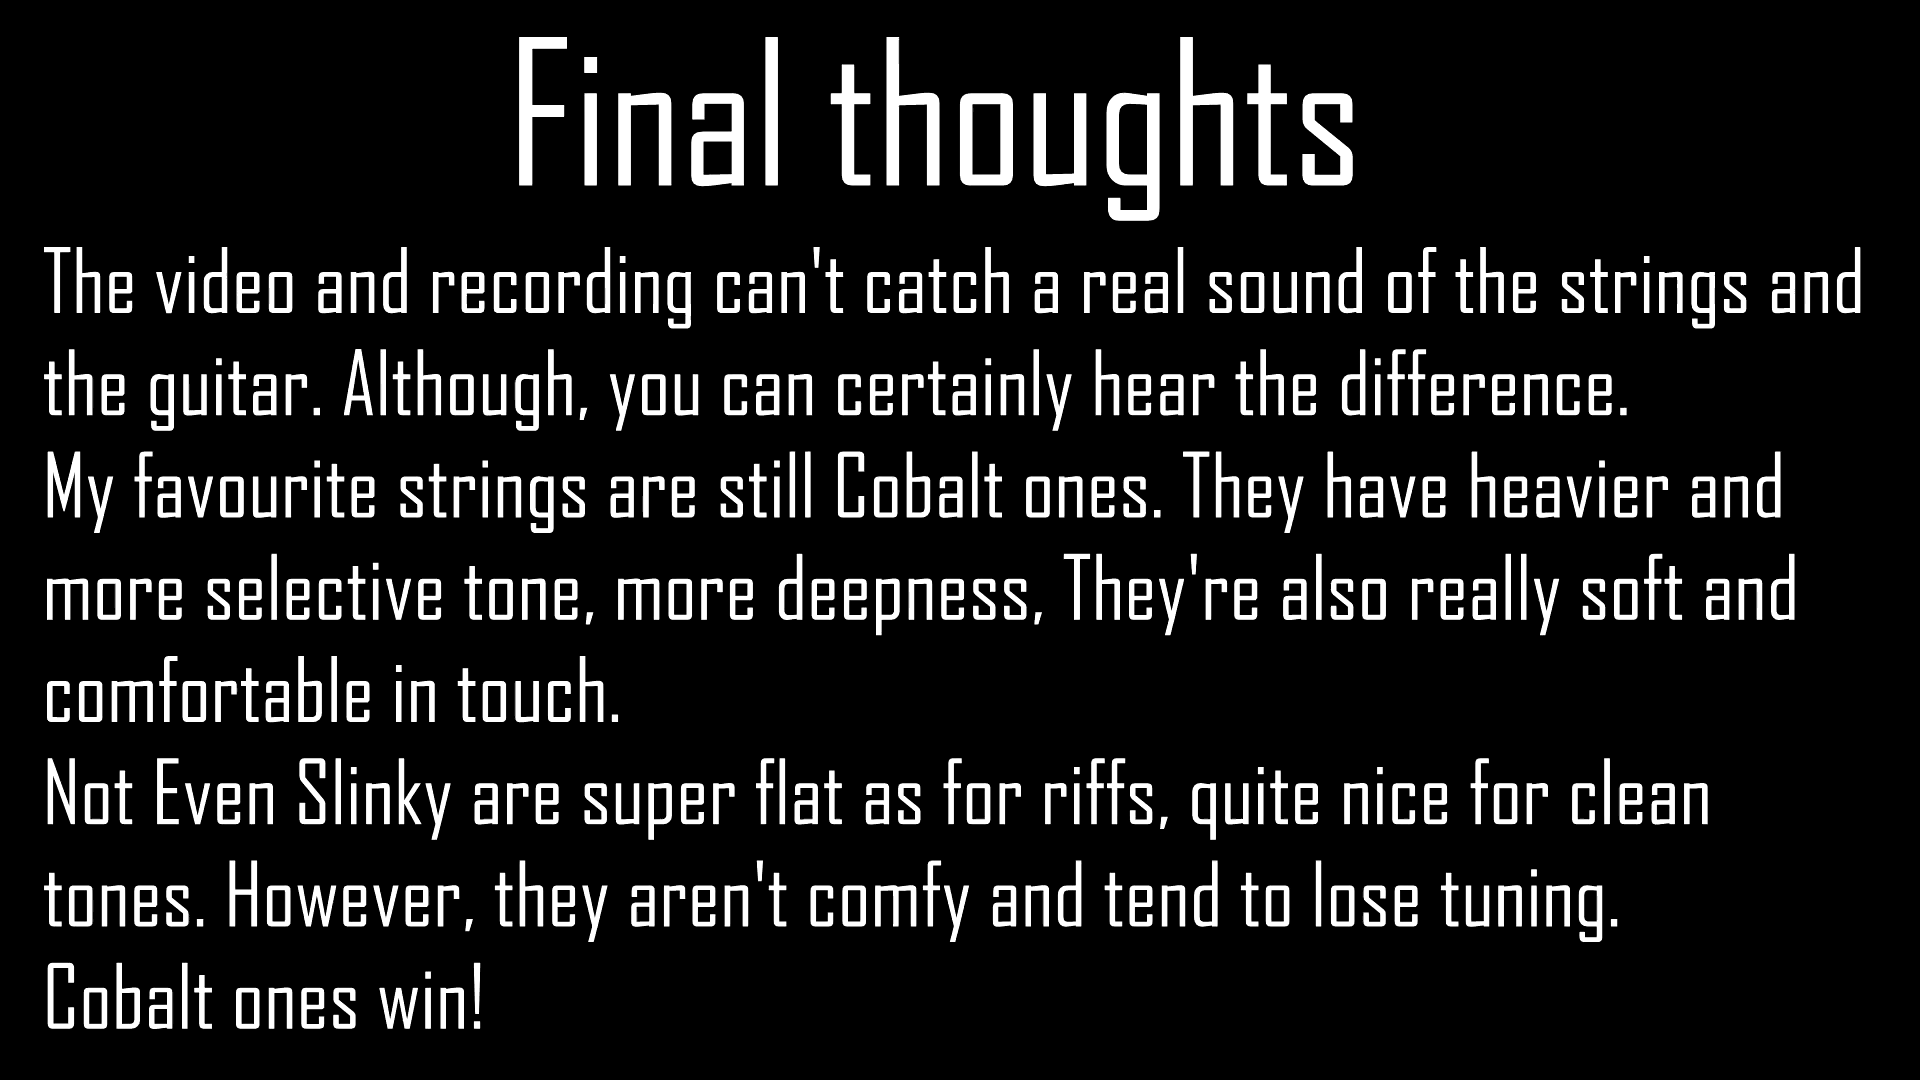 Final thoughts
The video and recording can't catch a real sound of the strings and
the guitar. Although, you can certainly hear the difference.
My favourite strings are still Cobalt ones. They have heavier and
more selective tone, more deepness, They're also really soft and
comfortable in touch.
Not Even Slinky are super flat as for riffs, quite nice for clean
tones. However, they aren't comfy and tend to lose tuning.
Cobalt ones win!